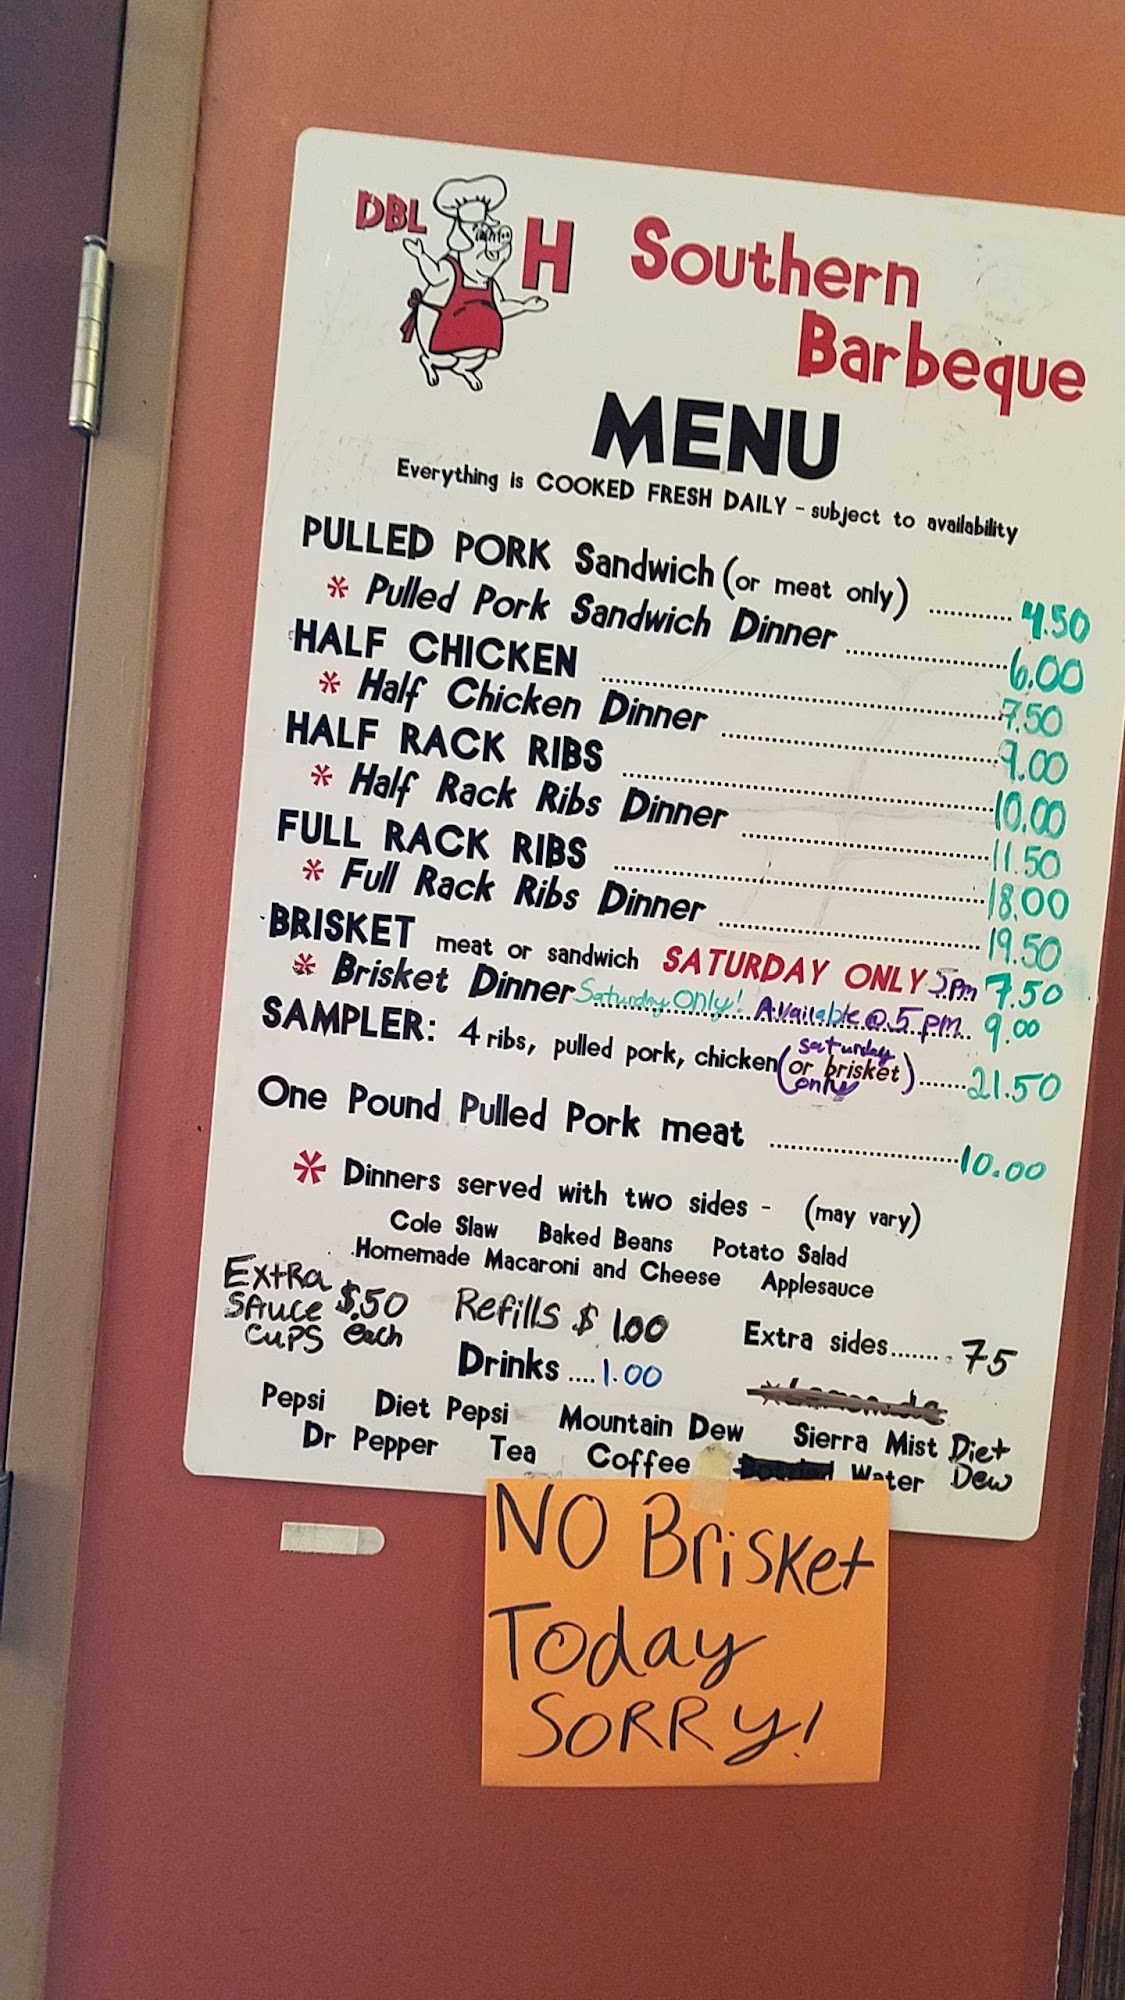 DBL H Southern
Barbeque
MENU
Everything is COOKED FRESH DAILY - subject to availability
PULLED PORK Sandwich (or meat only) ............ 4.50
* Pulled Pork Sandwich Dinner ............ 6.00
HALF CHICKEN ............ 7.50
* Half Chicken Dinner ............ 9.00
HALF RACK RIBS ............ 10.00
* Half Rack Ribs Dinner ............ 11.50
FULL RACK RIBS ............ 18.00
* Full Rack Ribs Dinner ............ 19.50
BRISKET meat or sandwich SATURDAY ONLY 5pm 7.50
* Brisket Dinner Saturday Only! Available @ 5 pm 9.00
SAMPLER: 4 ribs, pulled pork, chicken (or brisket) ....... 21.50
saturday
only
One Pound Pulled Pork meat ............ 10.00
* Dinners served with two sides - (may vary)
Cole Slaw Baked Beans Potato Salad
Homemade Macaroni and Cheese Applesauce
Extra
Sauce $.50
Cups each
Refills $ 1.00
Extra sides....... .75
Drinks .... 1.00
Pepsi Diet Pepsi Mountain Dew Sierra Mist Diet
Dr Pepper Tea Coffee Water Dew
NO Brisket
Today
SORRY!